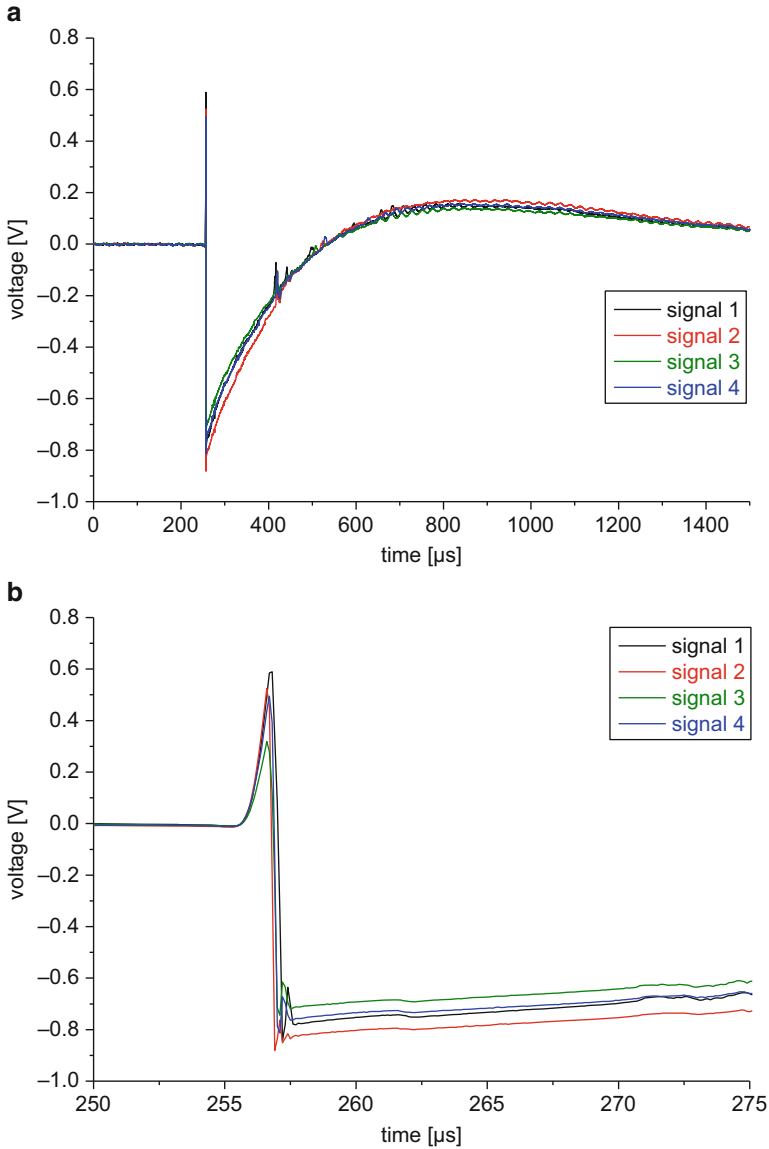 a
0.8
0.6
0.4
0.2
0.0
–0.2
–0.4
–0.6
–0.8
–1.0
voltage [V]
signal 1
signal 2
signal 3
signal 4
0 200 400 600 800 1000 1200 1400
time [µs]
b
0.8
0.6
0.4
0.2
0.0
–0.2
–0.4
–0.6
–0.8
–1.0
voltage [V]
signal 1
signal 2
signal 3
signal 4
250 255 260 265 270 275
time [µs]